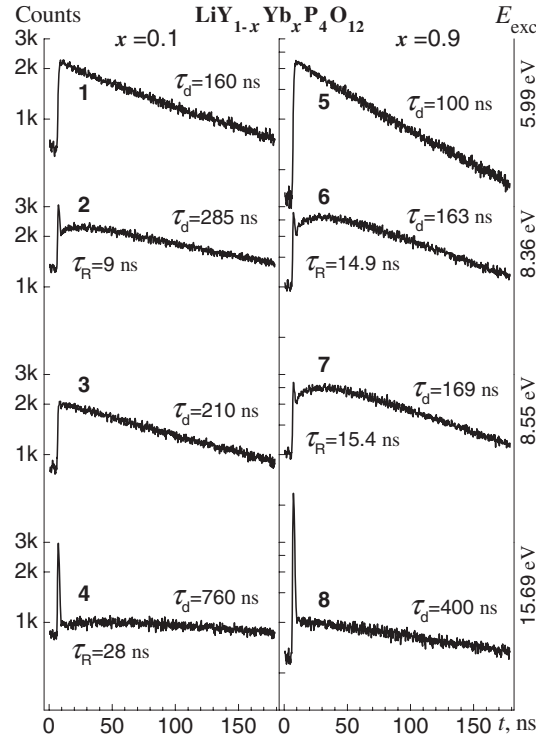 Counts LiY1-xYbxP4O12 Eexc
x=0.1 x=0.9
3k
2k
1k
1
τd=160 ns
5
τd=100 ns
5.99 eV
3k
2k
1k
2
τd=285 ns
τR=9 ns
6
τd=163 ns
τR=14.9 ns
8.36 eV
3k
2k
1k
3
τd=210 ns
7
τd=169 ns
τR=15.4 ns
8.55 eV
3k
2k
1k
4
τd=760 ns
τR=28 ns
8
τd=400 ns
15.69 eV
0 50 100 150 0 50 100 150 t, ns